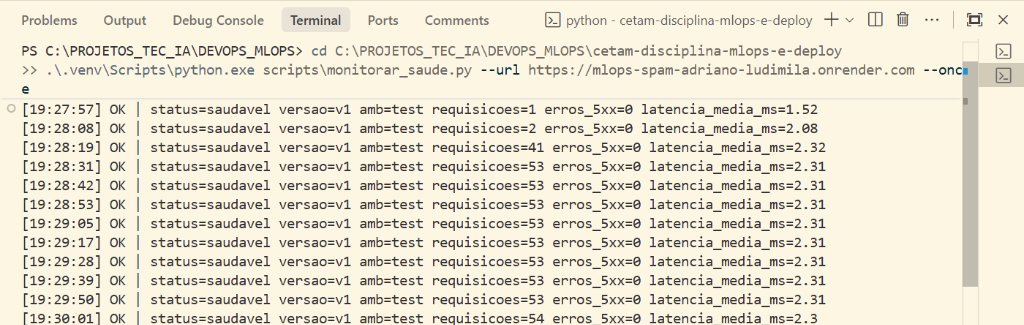 Problems Output Debug Console Terminal Ports Comments python - cetam-disciplina-mlops-e-deploy
PS C:\PROJETOS_TEC_IA\DEVOPS_MLOPS> cd C:\PROJETOS_TEC_IA\DEVOPS_MLOPS\cetam-disciplina-mlops-e-deploy
>> .\.venv\Scripts\python.exe scripts\monitorar_saude.py --url https://mlops-spam-adriano-ludimila.onrender.com --onc
e
[19:27:57] OK | status=saudavel versao=v1 amb=test requisicoes=1 erros_5xx=0 latencia_media_ms=1.52
[19:28:08] OK | status=saudavel versao=v1 amb=test requisicoes=2 erros_5xx=0 latencia_media_ms=2.08
[19:28:19] OK | status=saudavel versao=v1 amb=test requisicoes=41 erros_5xx=0 latencia_media_ms=2.32
[19:28:31] OK | status=saudavel versao=v1 amb=test requisicoes=53 erros_5xx=0 latencia_media_ms=2.31
[19:28:42] OK | status=saudavel versao=v1 amb=test requisicoes=53 erros_5xx=0 latencia_media_ms=2.31
[19:28:53] OK | status=saudavel versao=v1 amb=test requisicoes=53 erros_5xx=0 latencia_media_ms=2.31
[19:29:05] OK | status=saudavel versao=v1 amb=test requisicoes=53 erros_5xx=0 latencia_media_ms=2.31
[19:29:17] OK | status=saudavel versao=v1 amb=test requisicoes=53 erros_5xx=0 latencia_media_ms=2.31
[19:29:28] OK | status=saudavel versao=v1 amb=test requisicoes=53 erros_5xx=0 latencia_media_ms=2.31
[19:29:39] OK | status=saudavel versao=v1 amb=test requisicoes=53 erros_5xx=0 latencia_media_ms=2.31
[19:29:50] OK | status=saudavel versao=v1 amb=test requisicoes=53 erros_5xx=0 latencia_media_ms=2.31
[19:30:01] OK | status=saudavel versao=v1 amb=test requisicoes=54 erros_5xx=0 latencia_media_ms=2.3